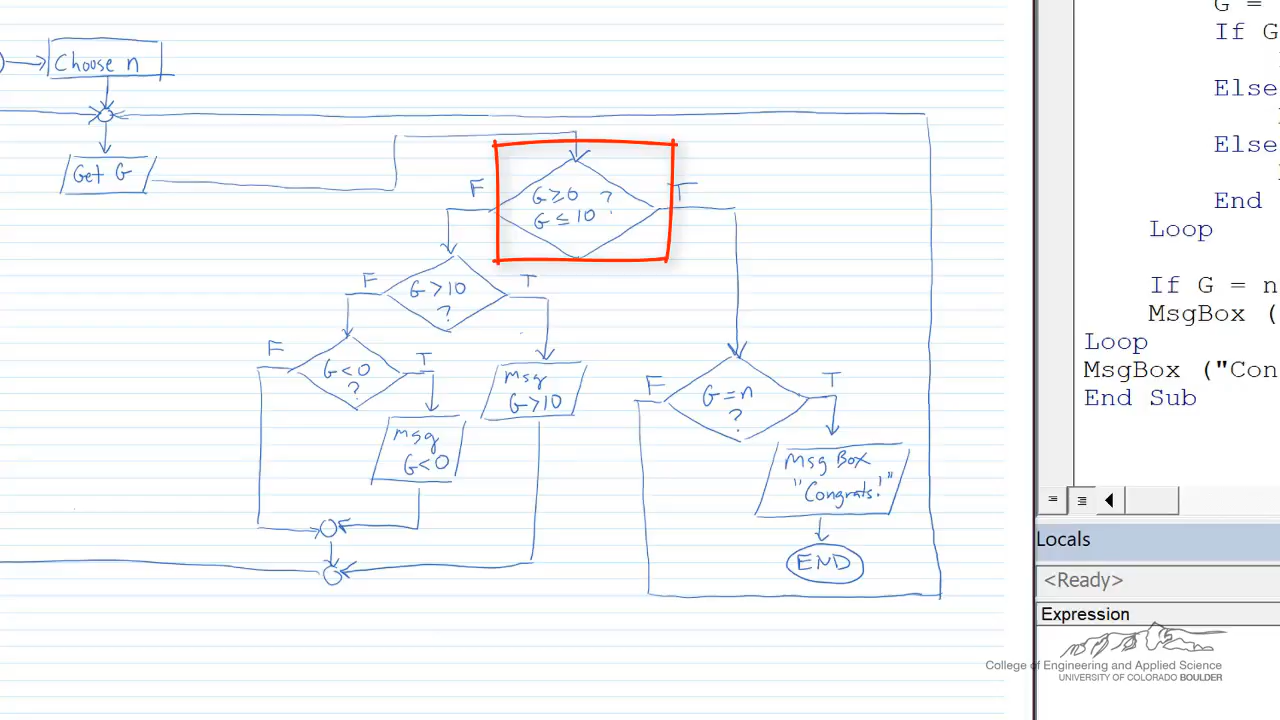 Choose n
Get G
F
G≥0 ?
G≤10
T
F
G>10
?
T
F
G<0
?
T
Msg
G>10
Msg
G<0
F
G=n
?
T
Msg Box
"Congrats!"
END
G =
If G
Else
Else
End
Loop
If G = n
MsgBox (
Loop
MsgBox ("Con
End Sub
Locals
<Ready>
Expression
College of Engineering and Applied Science
UNIVERSITY OF COLORADO BOULDER